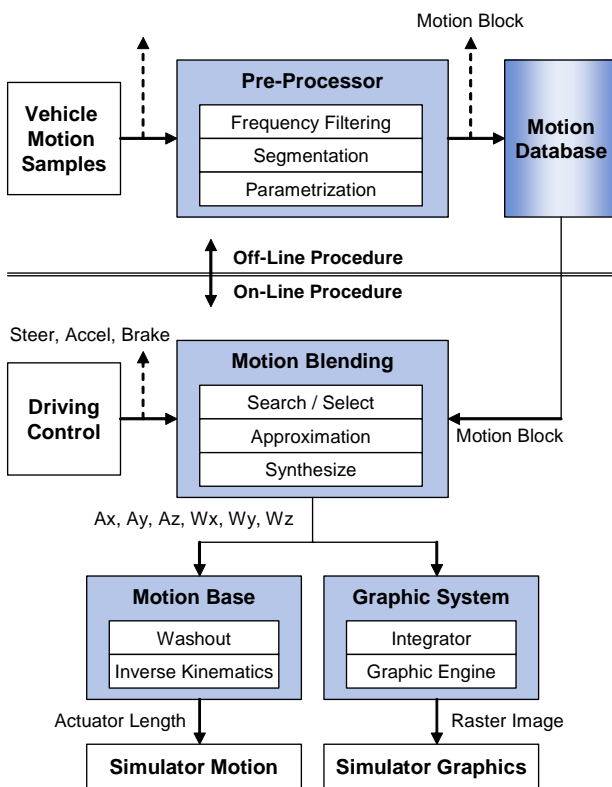 Motion Block
Pre-Processor
Vehicle
Motion
Samples
Frequency Filtering
Segmentation
Parametrization
Motion
Database
Off-Line Procedure
On-Line Procedure
Steer, Accel, Brake
Motion Blending
Driving
Control
Search / Select
Approximation
Synthesize
Motion Block
Ax, Ay, Az, Wx, Wy, Wz
Motion Base
Washout
Inverse Kinematics
Graphic System
Integrator
Graphic Engine
Actuator Length
Raster Image
Simulator Motion
Simulator Graphics